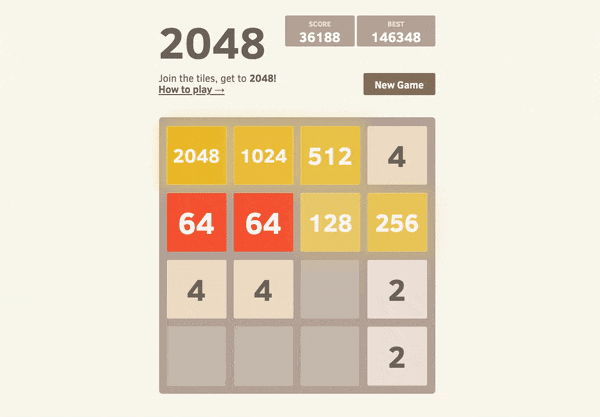 2048
SCORE
36188
BEST
146348
Join the tiles, get to 2048!
How to play →
New Game
2048 1024 512 4
64 64 128 256
4 4 2
2